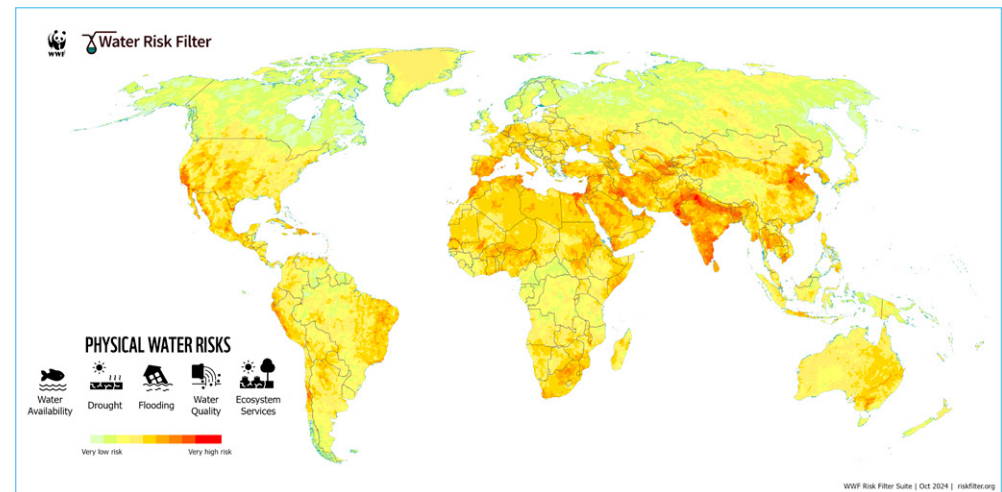 WWF
Water Risk Filter
PHYSICAL WATER RISKS
Water
Availability
Drought
Flooding
Water
Quality
Ecosystem
Services
Very low risk
Very high risk
WWF Risk Filter Suite | Oct 2024 | riskfilter.org